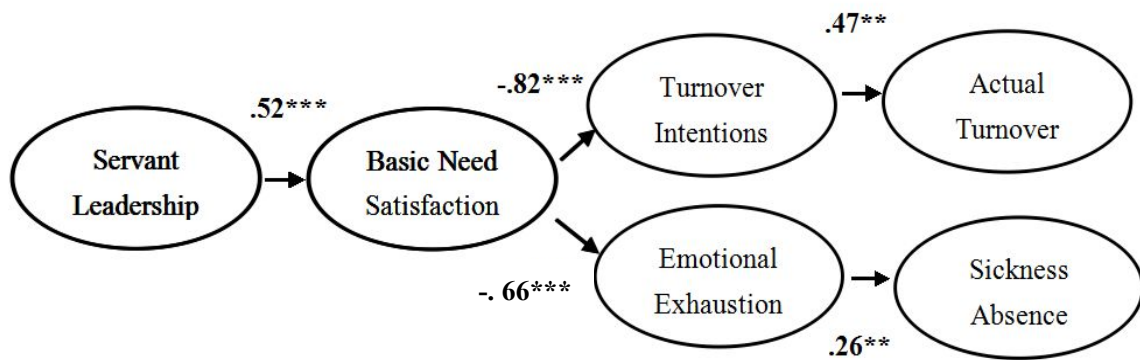 .52***
Servant
Leadership
Basic Need
Satisfaction
-.82***
Turnover
Intentions
.47**
Actual
Turnover
-. 66***
Emotional
Exhaustion
.26**
Sickness
Absence